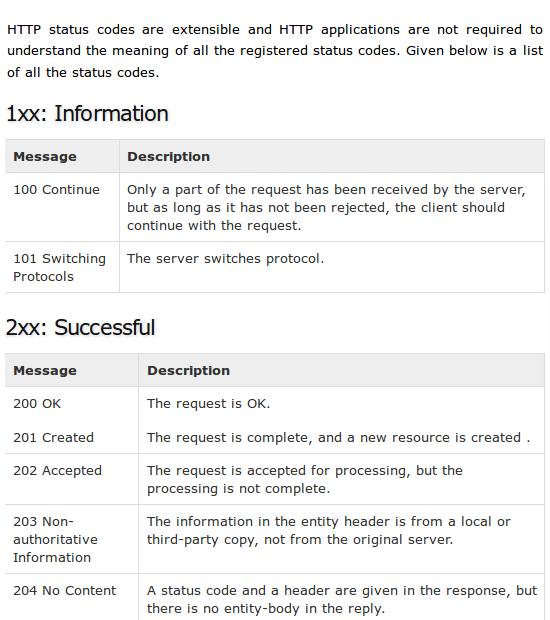 HTTP status codes are extensible and HTTP applications are not required to
understand the meaning of all the registered status codes. Given below is a list
of all the status codes.
1xx: Information
Message Description
100 Continue Only a part of the request has been received by the server,
but as long as it has not been rejected, the client should
continue with the request.
101 Switching The server switches protocol.
Protocols
2xx: Successful
Message Description
200 OK The request is OK.
201 Created The request is complete, and a new resource is created .
202 Accepted The request is accepted for processing, but the
processing is not complete.
203 Non- The information in the entity header is from a local or
authoritative third-party copy, not from the original server.
Information
204 No Content A status code and a header are given in the response, but
there is no entity-body in the reply.